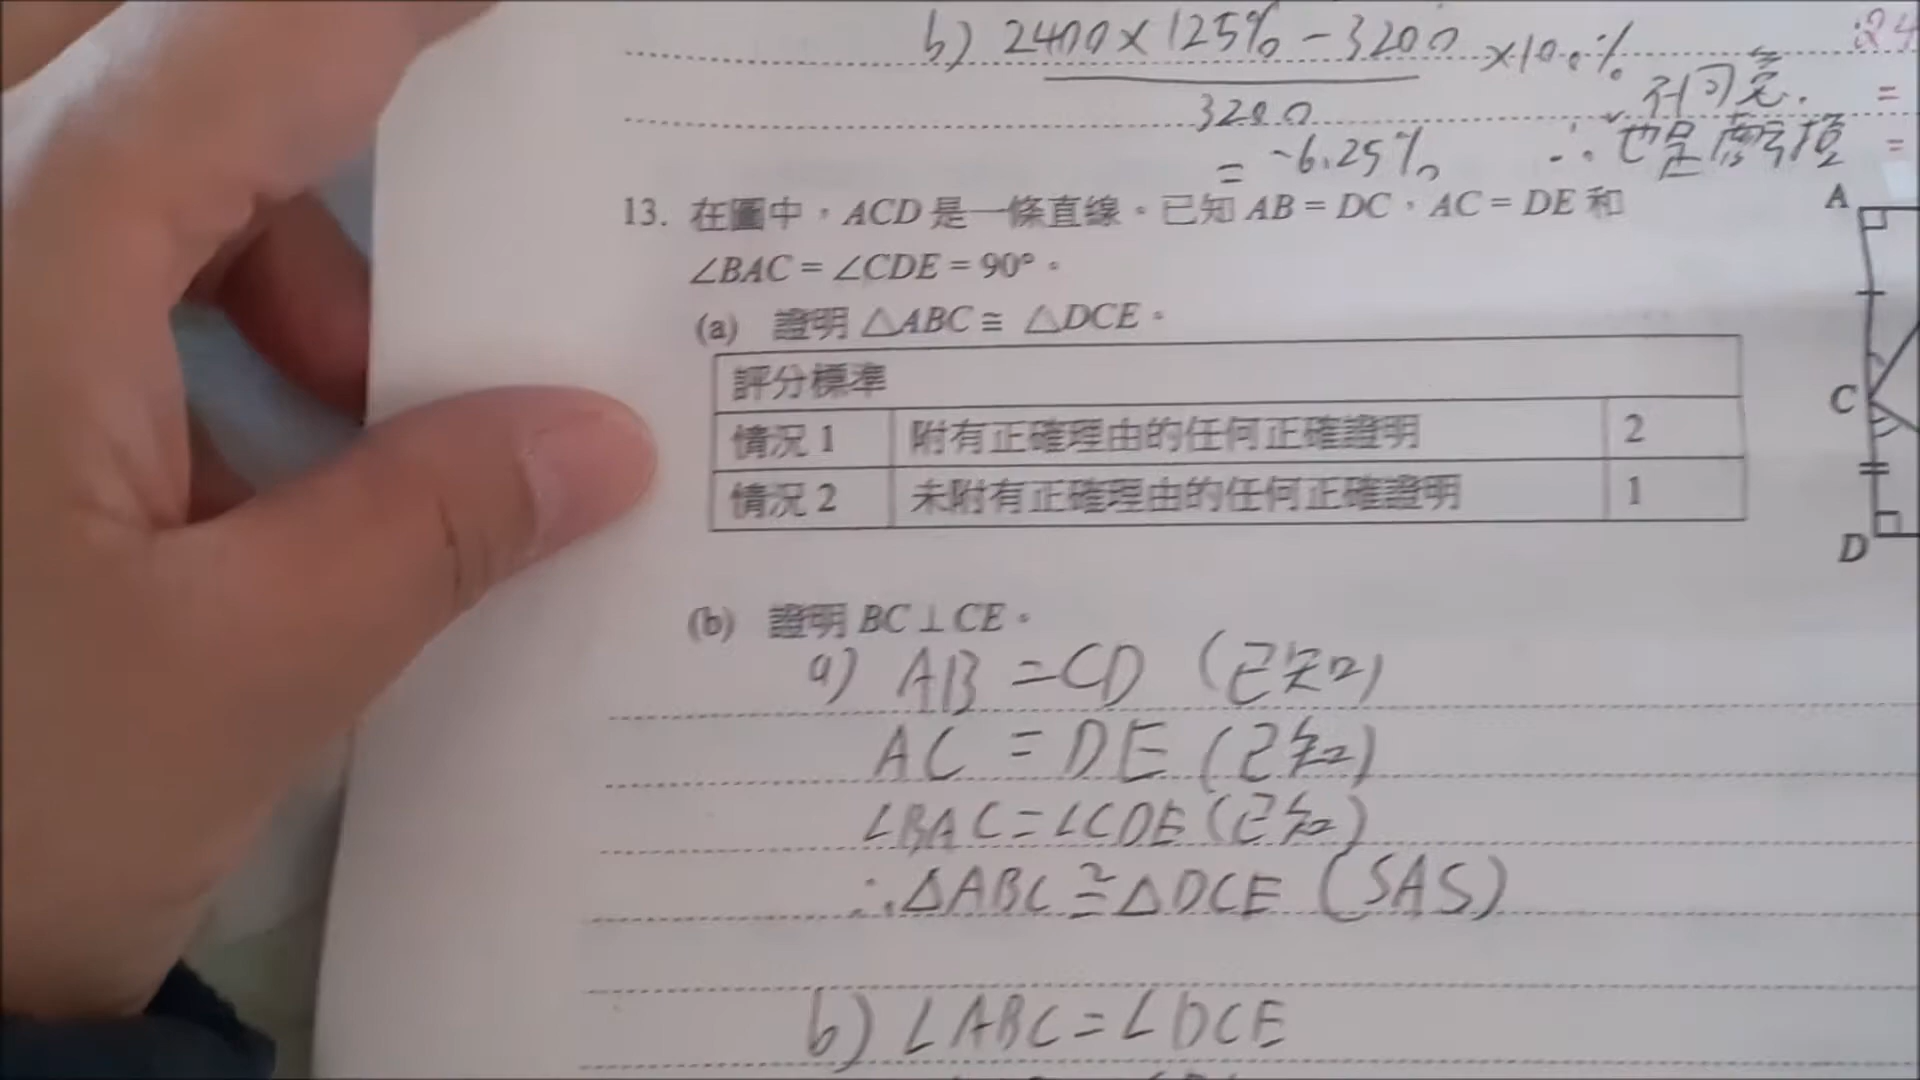 b) 2400×125%-3200 ×100%
3200
= -6.25%
不同意.
∴也是虧損
24
=
=
13. 在圖中，ACD 是一條直線。已知 AB = DC，AC = DE 和
∠BAC = ∠CDE = 90°。
(a) 證明 △ABC ≅ △DCE。
評分標準
情況 1 附有正確理由的任何正確證明 2
情況 2 未附有正確理由的任何正確證明 1
A
C
D
(b) 證明 BC ⊥ CE。
a) AB = CD (已知)
AC = DE (已知)
∠BAC = ∠CDE (已知)
∴ △ABC ≅ △DCE (SAS)
b) ∠ABC = ∠DCE